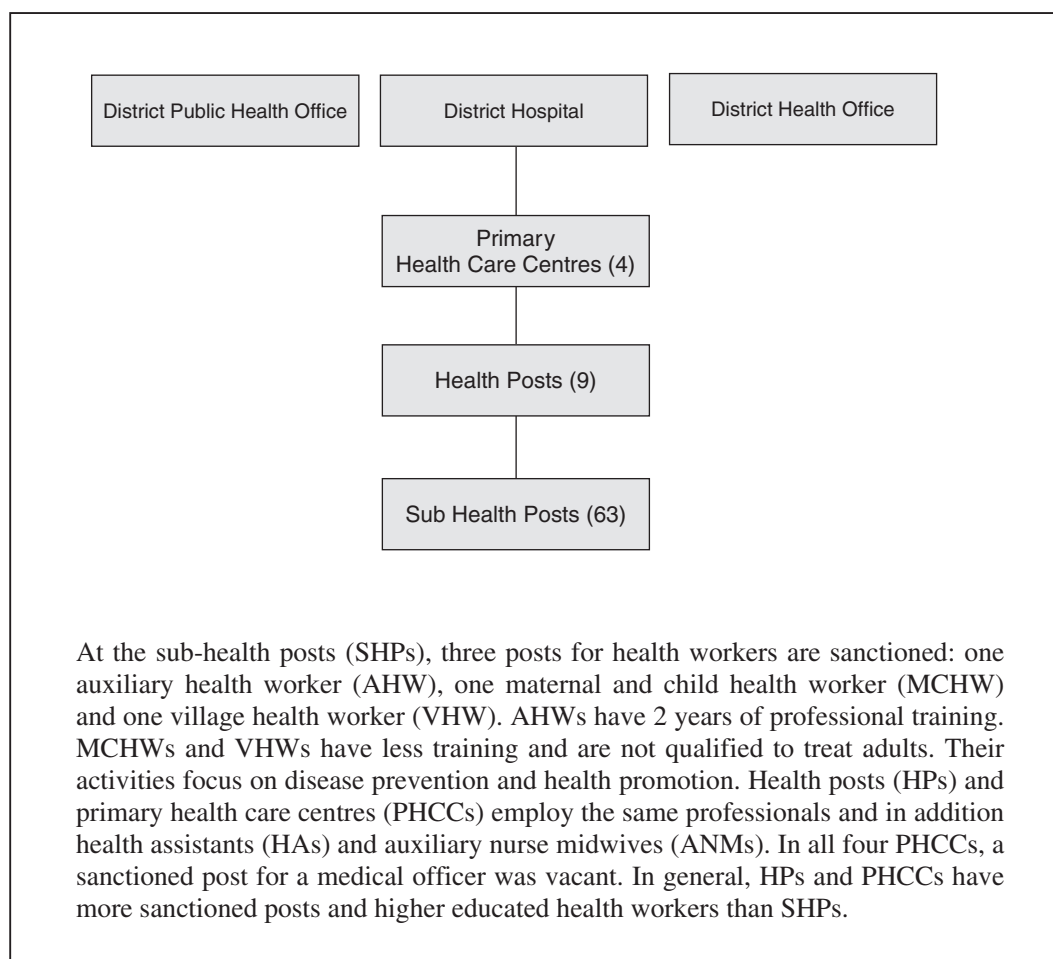 District Public Health Office
District Hospital
District Health Office
Primary
Health Care Centres (4)
Health Posts (9)
Sub Health Posts (63)
At the sub-health posts (SHPs), three posts for health workers are sanctioned: one
auxiliary health worker (AHW), one maternal and child health worker (MCHW)
and one village health worker (VHW). AHWs have 2 years of professional training.
MCHWs and VHWs have less training and are not qualified to treat adults. Their
activities focus on disease prevention and health promotion. Health posts (HPs) and
primary health care centres (PHCCs) employ the same professionals and in addition
health assistants (HAs) and auxiliary nurse midwives (ANMs). In all four PHCCs, a
sanctioned post for a medical officer was vacant. In general, HPs and PHCCs have
more sanctioned posts and higher educated health workers than SHPs.